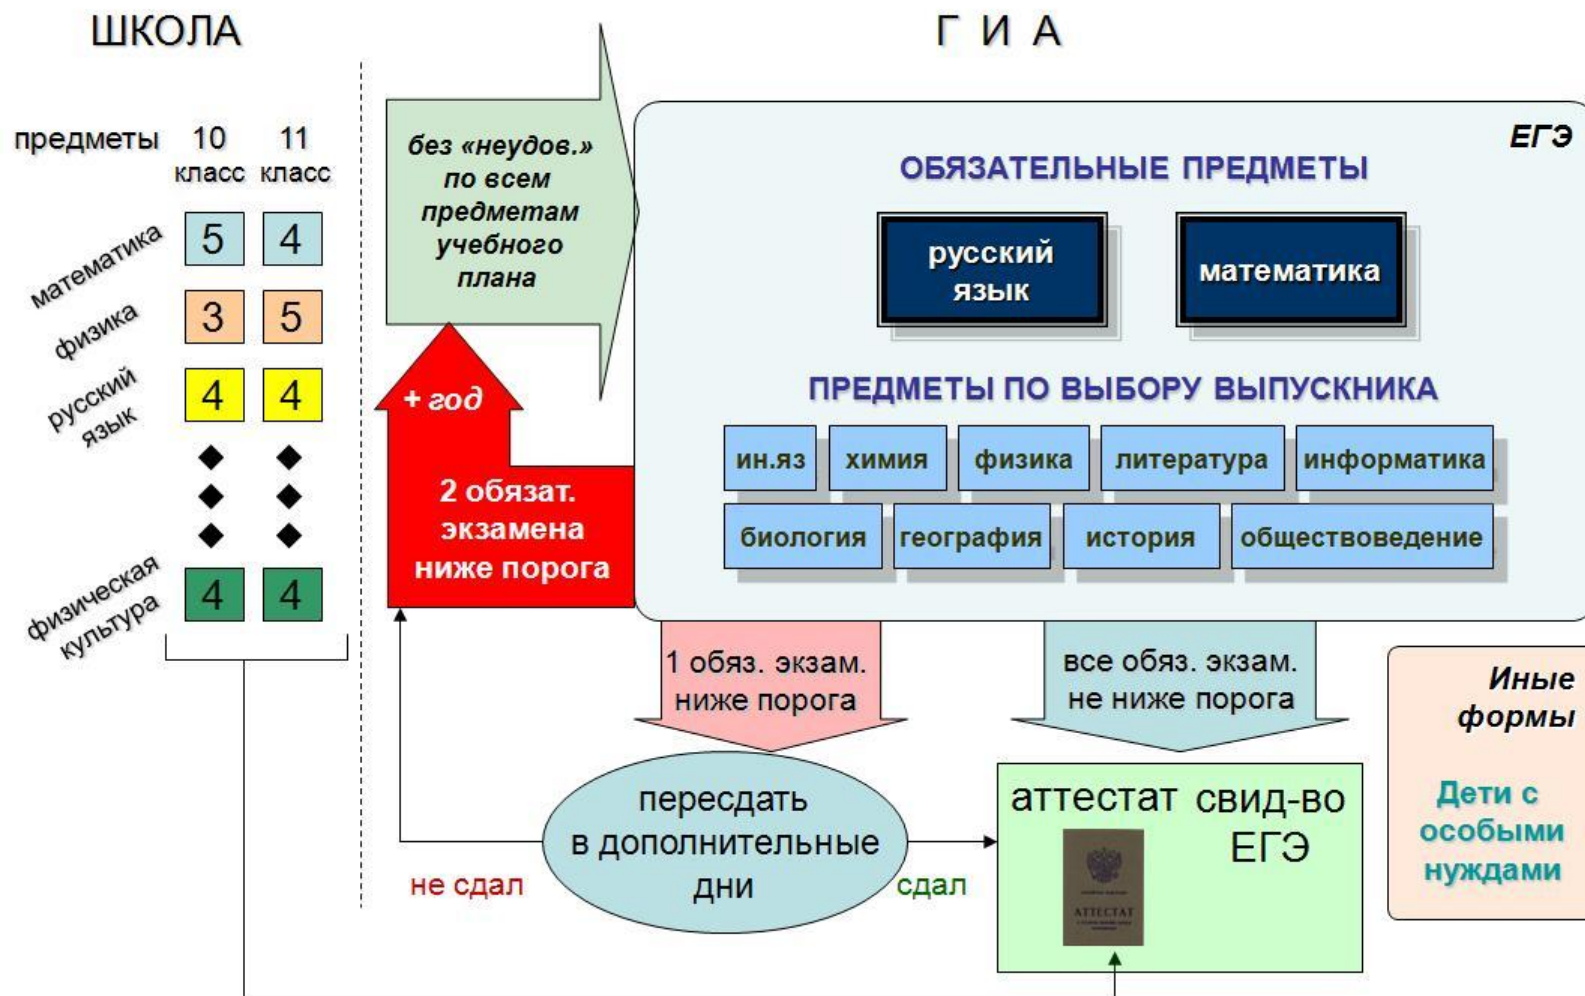 ШКОЛА
Г И А
предметы
10
класс
11
класс
математика
5
4
физика
3
5
русский
язык
4
4
физическая
культура
4
4
без «неудов.»
по всем
предметам
учебного
плана
+ год
2 обязат.
экзамена
ниже порога
ЕГЭ
ОБЯЗАТЕЛЬНЫЕ ПРЕДМЕТЫ
русский
язык
математика
ПРЕДМЕТЫ ПО ВЫБОРУ ВЫПУСКНИКА
ин.яз
химия
физика
литература
информатика
биология
география
история
обществоведение
1 обяз. экзам.
ниже порога
все обяз. экзам.
не ниже порога
Иные
формы
Дети с
особыми
нуждами
пересдать
в дополнительные
дни
не сдал
сдал
аттестат
свид-во
ЕГЭ
АТТЕСТАТ